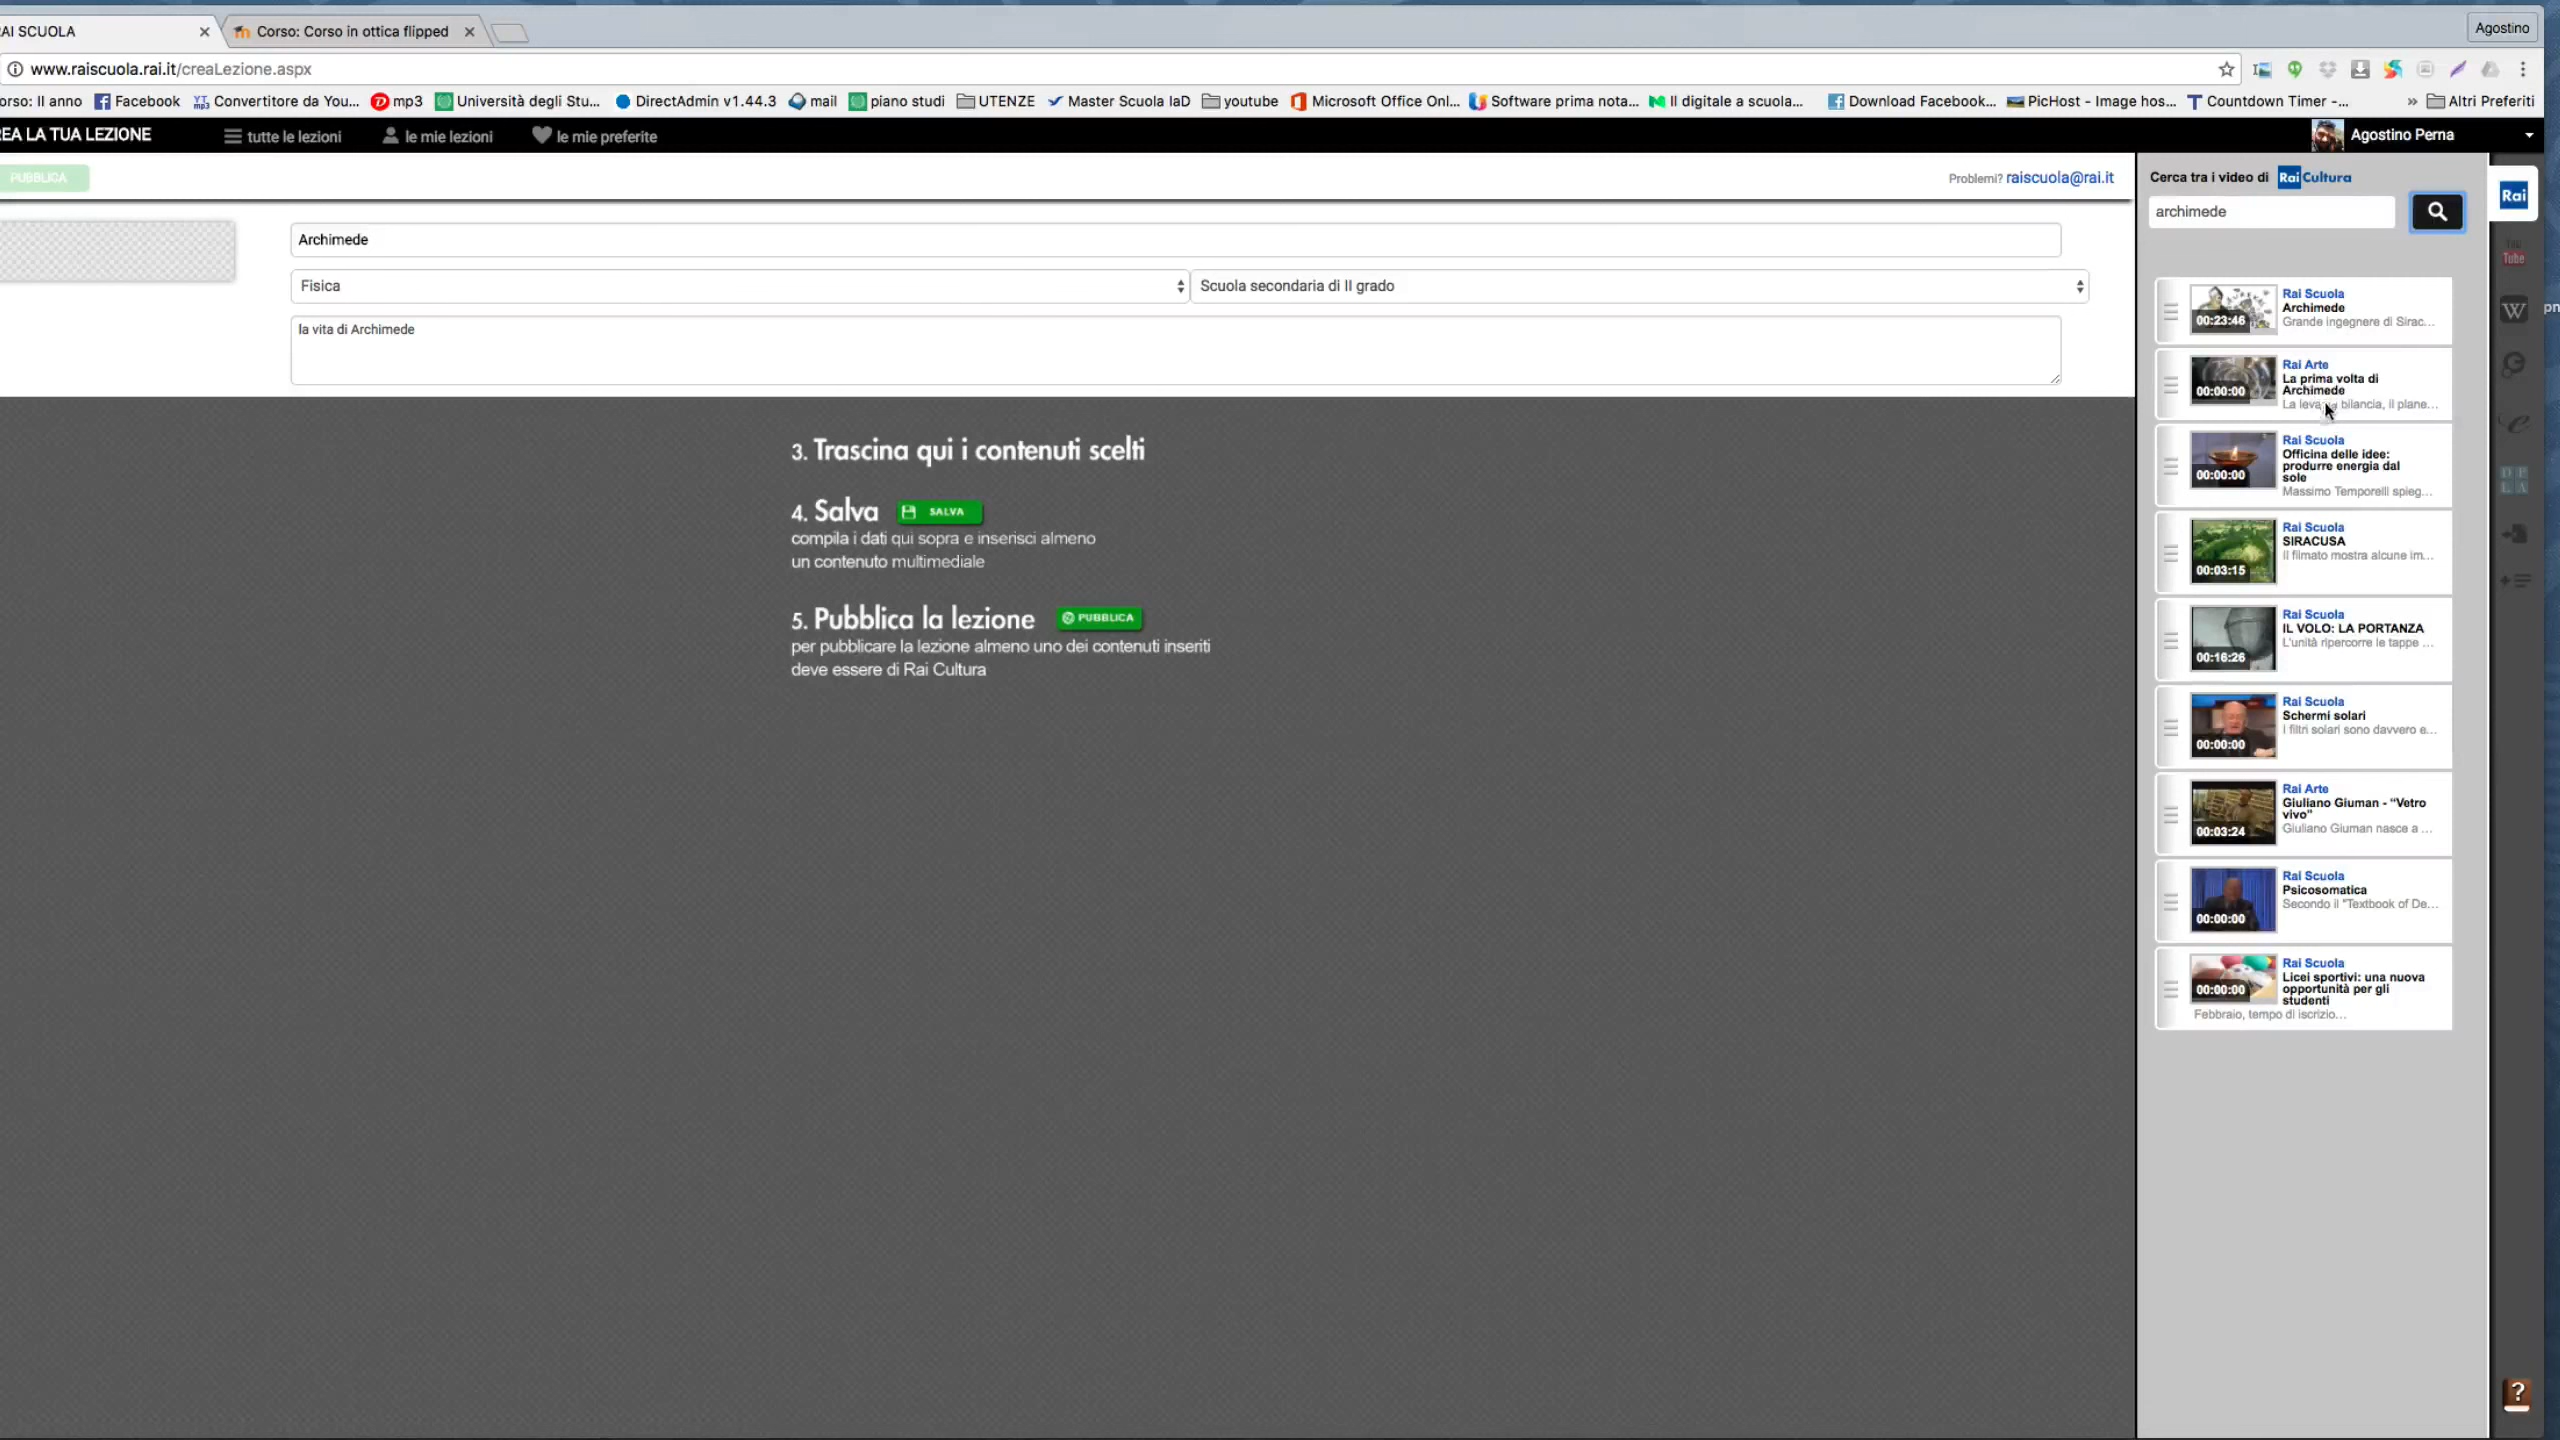 AI SCUOLA
Corso: Corso in ottica flipped
Agostino
www.raiscuola.rai.it/creaLezione.aspx
orso: II anno
Facebook
Convertitore da You...
mp3
Università degli Stu...
DirectAdmin v1.44.3
mail
piano studi
UTENZE
Master Scuola IaD
youtube
Microsoft Office Onl...
Software prima nota...
Il digitale a scuola...
Download Facebook...
PicHost - Image hos...
Countdown Timer -...
»
Altri Preferiti
REA LA TUA LEZIONE
tutte le lezioni
le mie lezioni
le mie preferite
Agostino Perna
PUBBLICA
Problemi? raiscuola@rai.it
Archimede
Fisica
Scuola secondaria di II grado
la vita di Archimede
3. Trascina qui i contenuti scelti
4. Salva SALVA
compila i dati qui sopra e inserisci almeno
un contenuto multimediale
5. Pubblica la lezione PUBBLICA
per pubblicare la lezione almeno uno dei contenuti inseriti
deve essere di Rai Cultura
Cerca tra i video di Rai Cultura
archimede
Rai Scuola
Archimede
00:23:46
Grande ingegnere di Sirac...
Rai Arte
La prima volta di
Archimede
00:00:00
La leva bilancia, il plane...
Rai Scuola
Officina delle idee:
produrre energia dal
sole
00:00:00
Massimo Temporelli spieg...
Rai Scuola
SIRACUSA
Il filmato mostra alcune im...
00:03:15
Rai Scuola
IL VOLO: LA PORTANZA
L'unità ripercorre le tappe ...
00:16:26
Rai Scuola
Schermi solari
I filtri solari sono davvero e...
00:00:00
Rai Arte
Giuliano Giuman - "Vetro
vivo"
Giuliano Giuman nasce a ...
00:03:24
Rai Scuola
Psicosomatica
Secondo il "Textbook of De...
00:00:00
Rai Scuola
Licei sportivi: una nuova
opportunità per gli
studenti
00:00:00
Febbraio, tempo di iscrizio...
Rai
You
Tube
W
pn
DP
LA
?